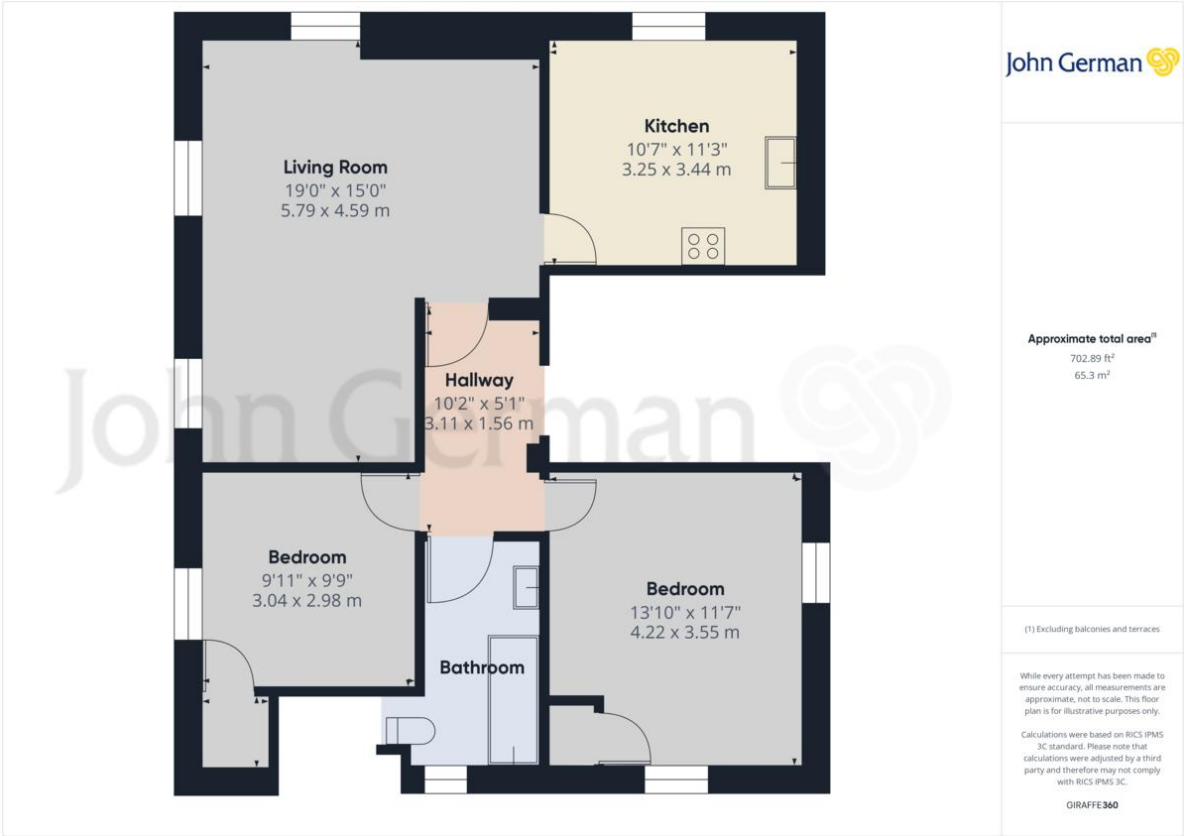 Living Room
19'0" x 15'0"
5.79 x 4.59 m
Kitchen
10'7" x 11'3"
3.25 x 3.44 m
Hallway
10'2" x 5'1"
3.11 x 1.56 m
Bedroom
9'11" x 9'9"
3.04 x 2.98 m
Bathroom
Bedroom
13'10" x 11'7"
4.22 x 3.55 m
John German
John German
Approximate total area(1)
702.89 ft²
65.3 m²
(1) Excluding balconies and terraces
While every attempt has been made to
ensure accuracy, all measurements are
approximate, not to scale. This floor
plan is for illustrative purposes only.
Calculations were based on RICS IPMS
3C standard. Please note that
calculations were adjusted by a third
party and therefore may not comply
with RICS IPMS 3C.
GIRAFFE360